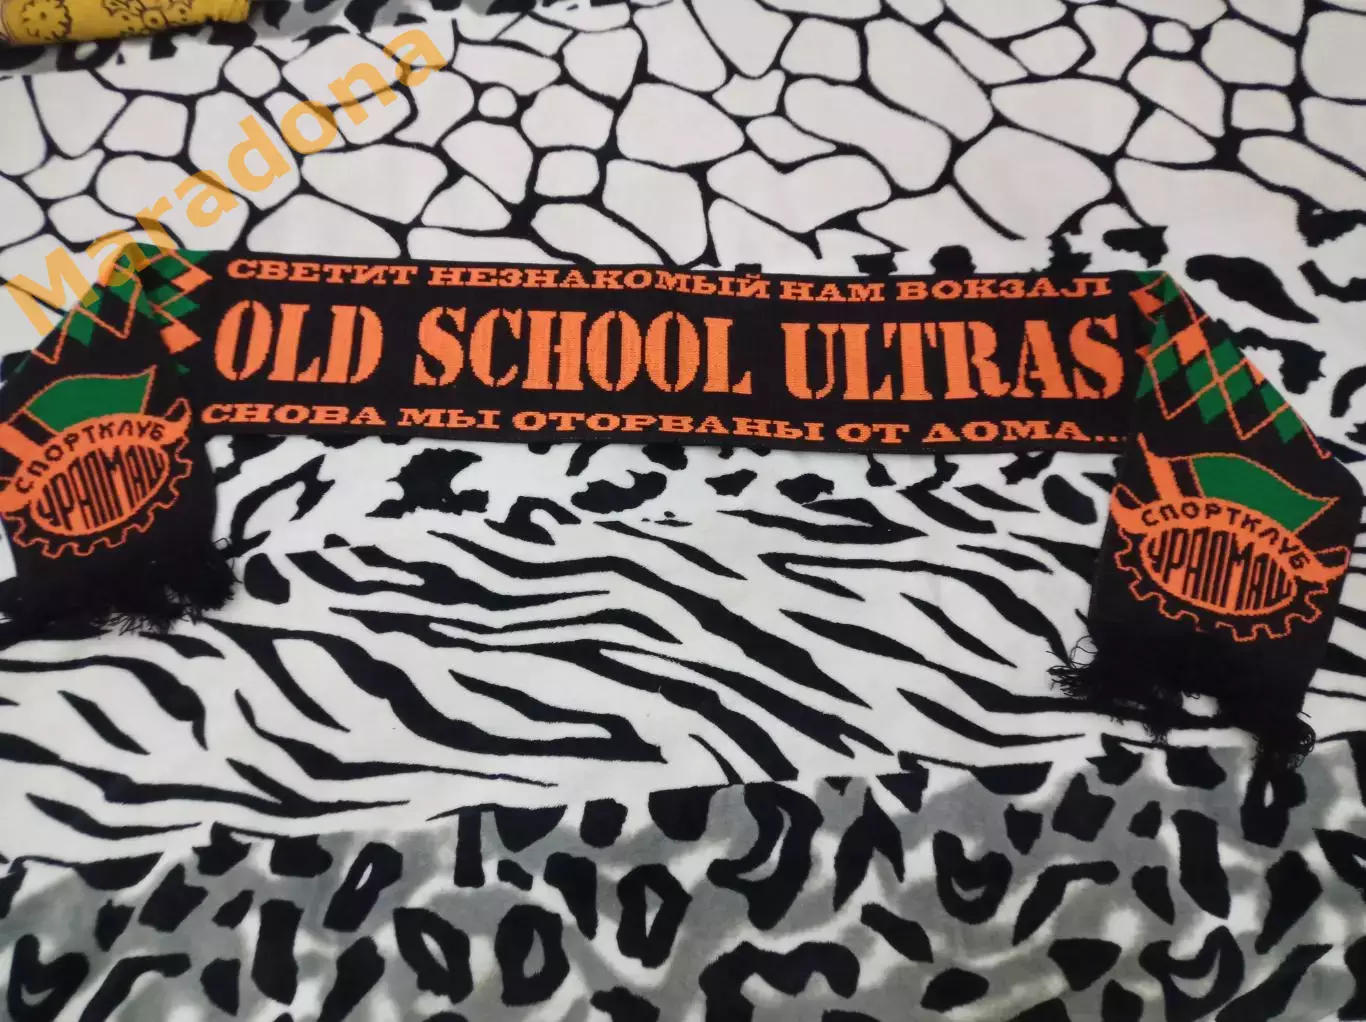 Maradona
СВЕТИТ НЕЗНАКОМЫЙ НАМ ВОКЗАЛ
OLD SCHOOL ULTRAS
СНОВА МЫ ОТОРВАНЫ ОТ ДОМА...
СПОРТКЛУБ
УРАЛМАШ
СПОРТКЛУБ
УРАЛМАШ